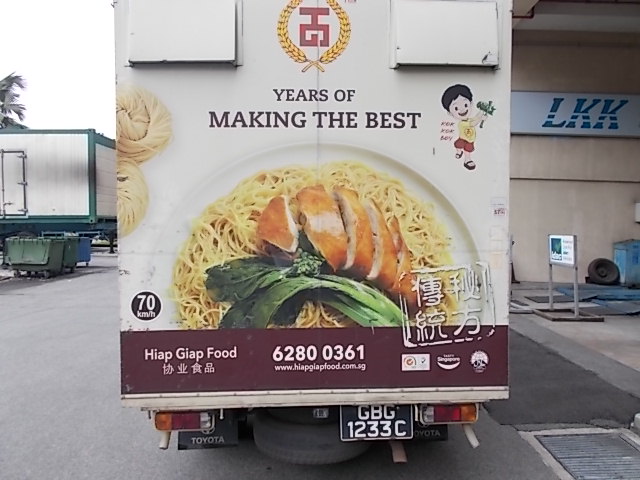 YEARS OF
MAKING THE BEST
KOK
KOK
BOY
LKK
70
km/h
傳統
秘方
Hiap Giap Food
协业食品
6280 0361
www.hiapgiapfood.com.sg
Singapore
TOYOTA
GBG
1233C
TOYOTA